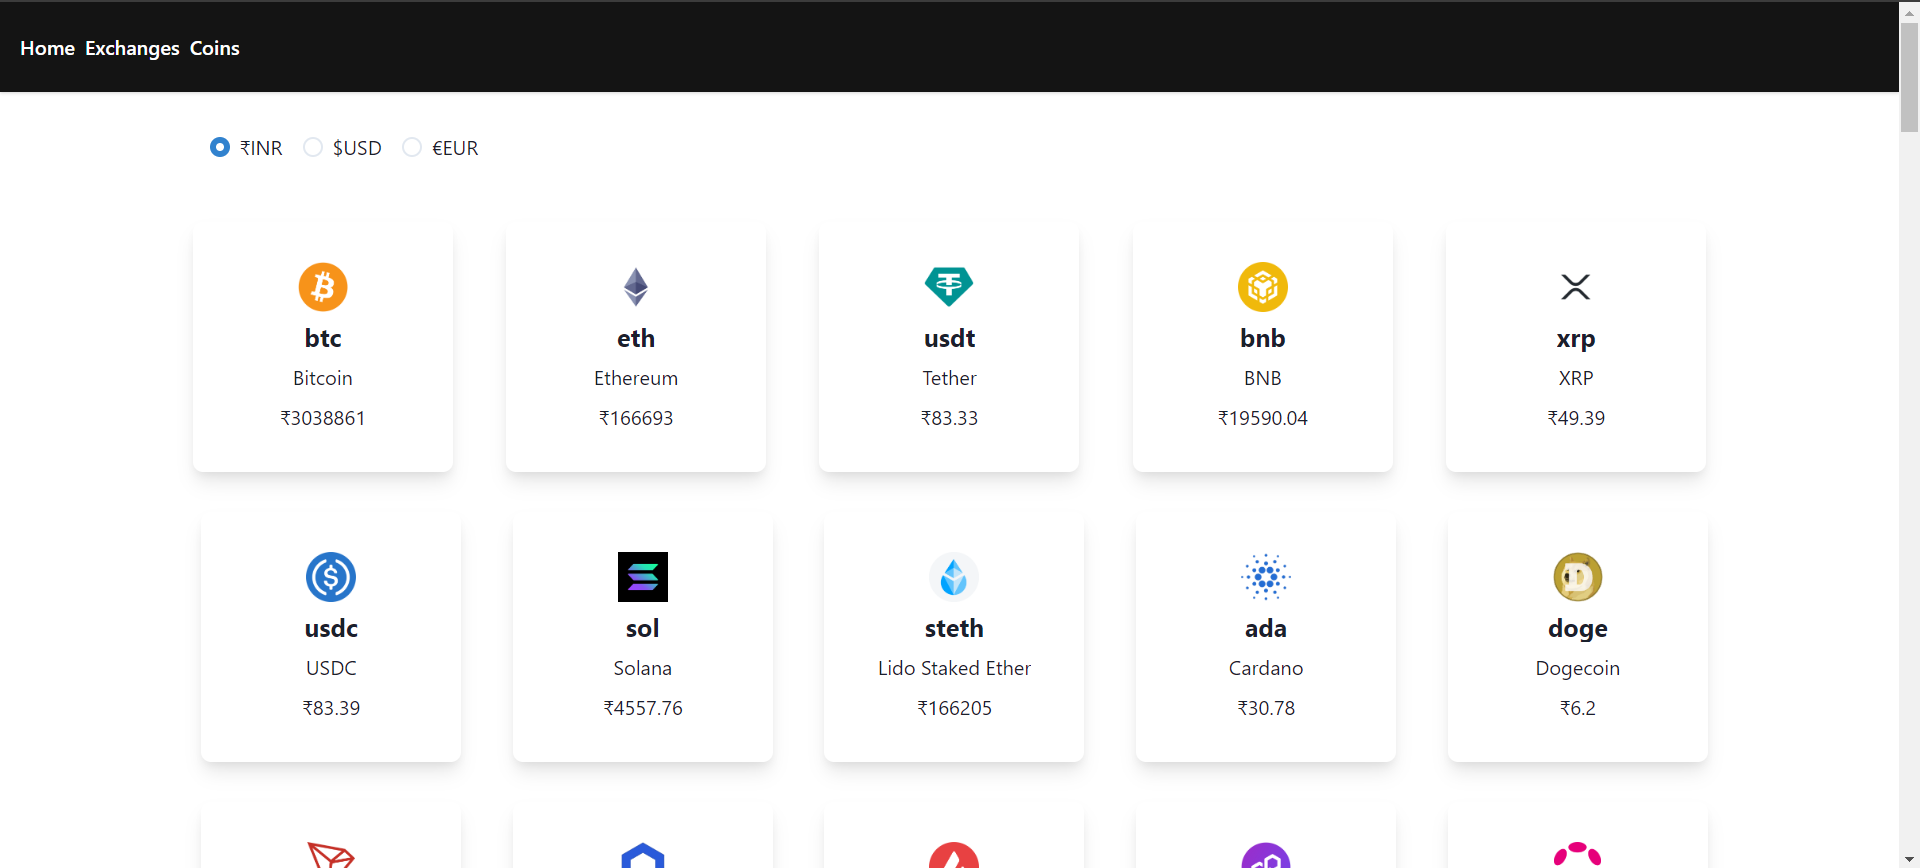 Home Exchanges Coins
₹INR $USD €EUR
btc eth usdt bnb xrp
Bitcoin Ethereum Tether BNB XRP
₹3038861 ₹166693 ₹83.33 ₹19590.04 ₹49.39
usdc sol steth ada doge
USDC Solana Lido Staked Ether Cardano Dogecoin
₹83.39 ₹4557.76 ₹166205 ₹30.78 ₹6.2